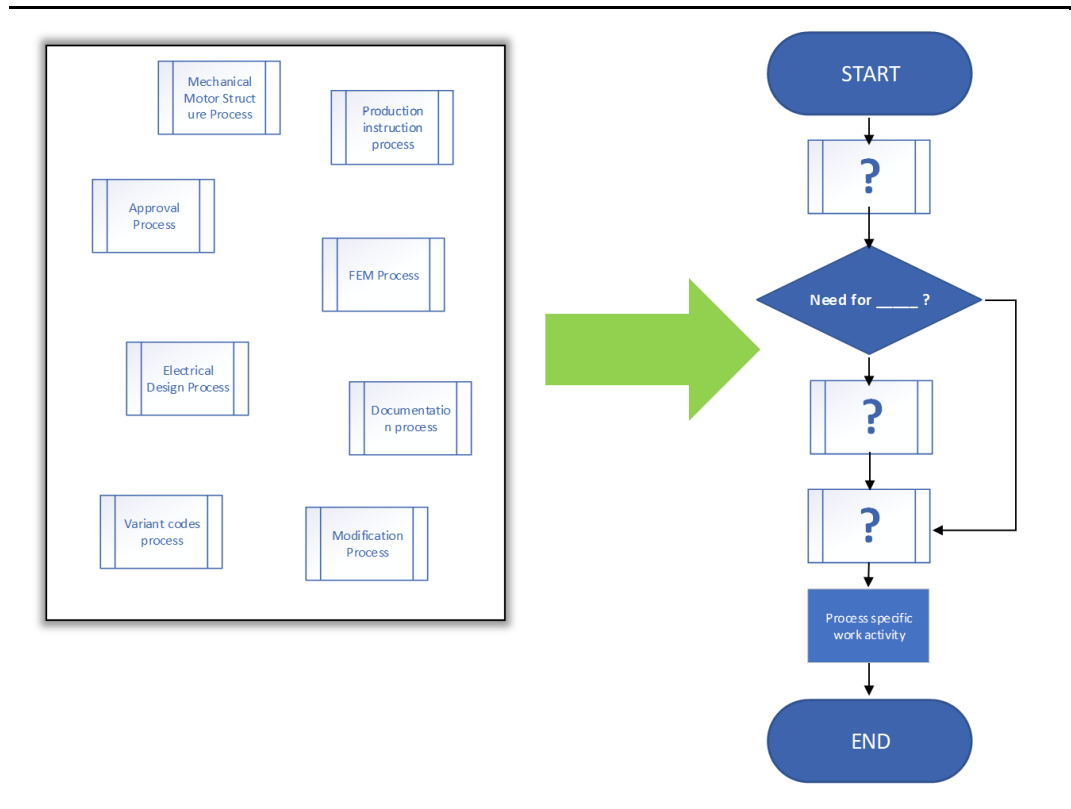 Mechanical
Motor Struct
ure Process
Production
instruction
process
Approval
Process
FEM Process
Electrical
Design Process
Documentatio
n process
Variant codes
process
Modification
Process
START
?
Need for _____ ?
?
?
Process specific
work activity
END